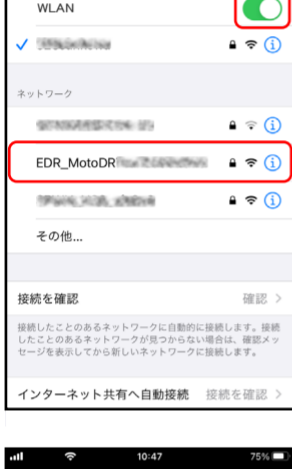 WLAN
ネットワーク
EDR_MotoDR
その他...
接続を確認 確認
接続したことのあるネットワークに自動的に接続します。接続
したことのあるネットワークが見つからない場合は、確認メッ
セージを表示してから新しいネットワークに接続します。
インターネット共有へ自動接続 接続を確認
10:47 75%